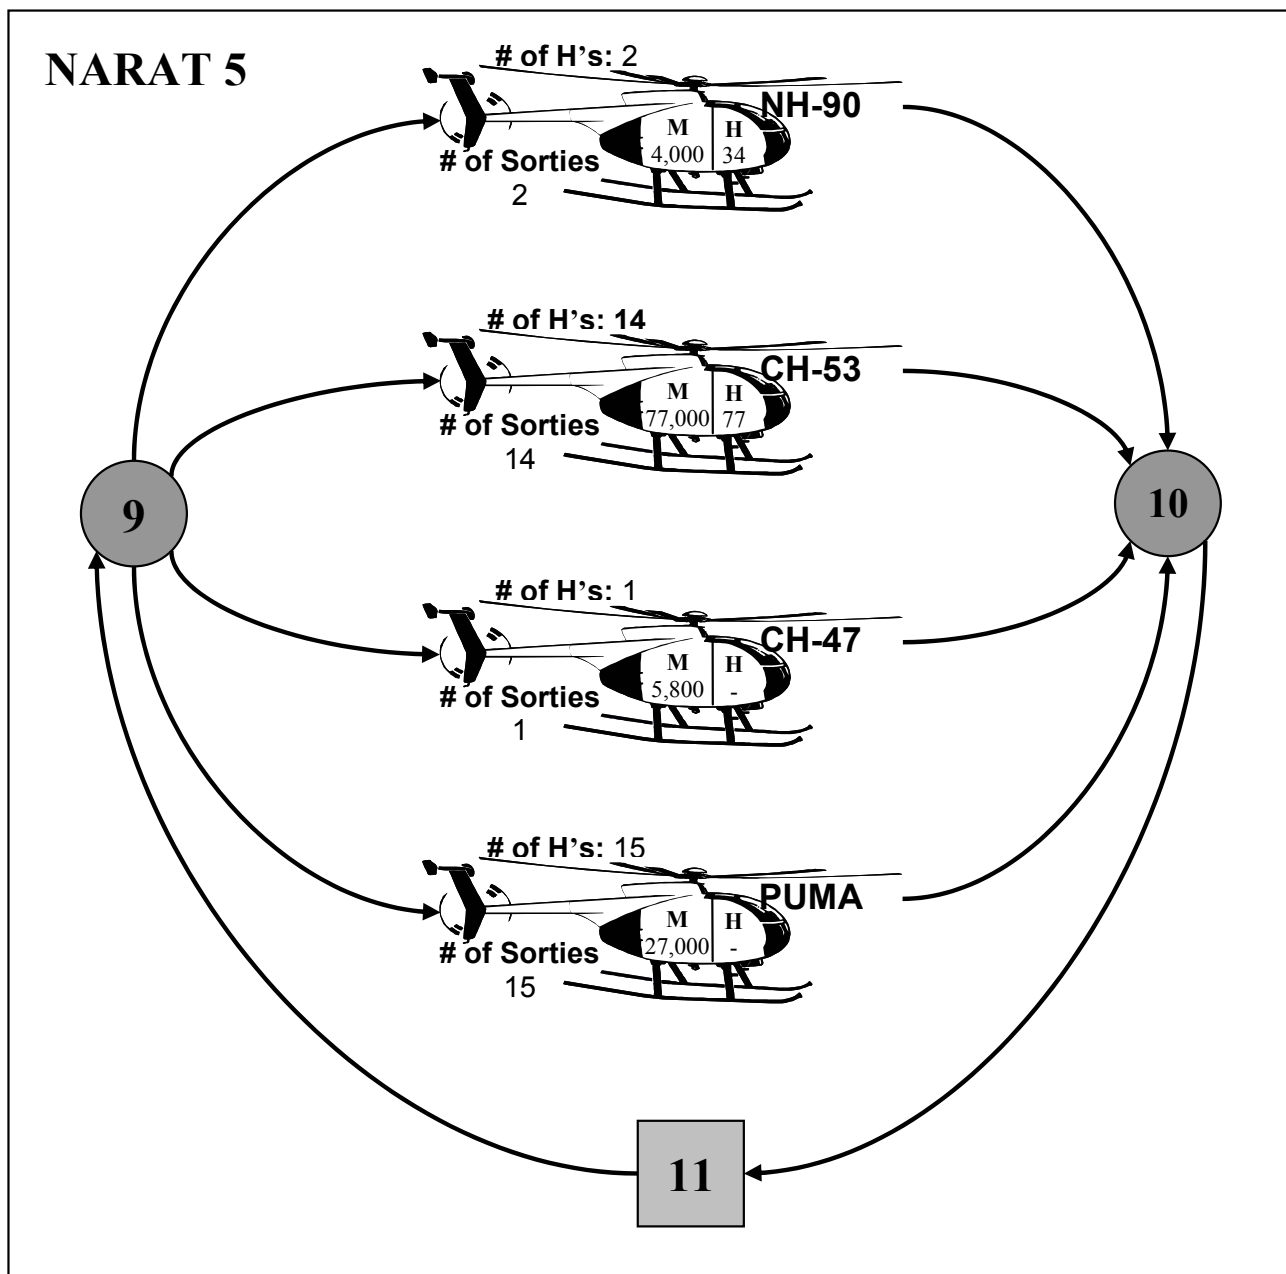 NARAT 5
# of H's: 2
NH-90
M H
4,000 34
# of Sorties
2
# of H's: 14
CH-53
M H
77,000 77
# of Sorties
14
9
10
# of H's: 1
CH-47
M H
5,800 -
# of Sorties
1
# of H's: 15
PUMA
M H
27,000 -
# of Sorties
15
11